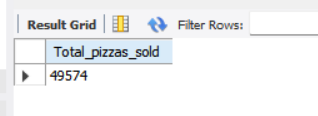 Result Grid Filter Rows:
Total_pizzas_sold
49574